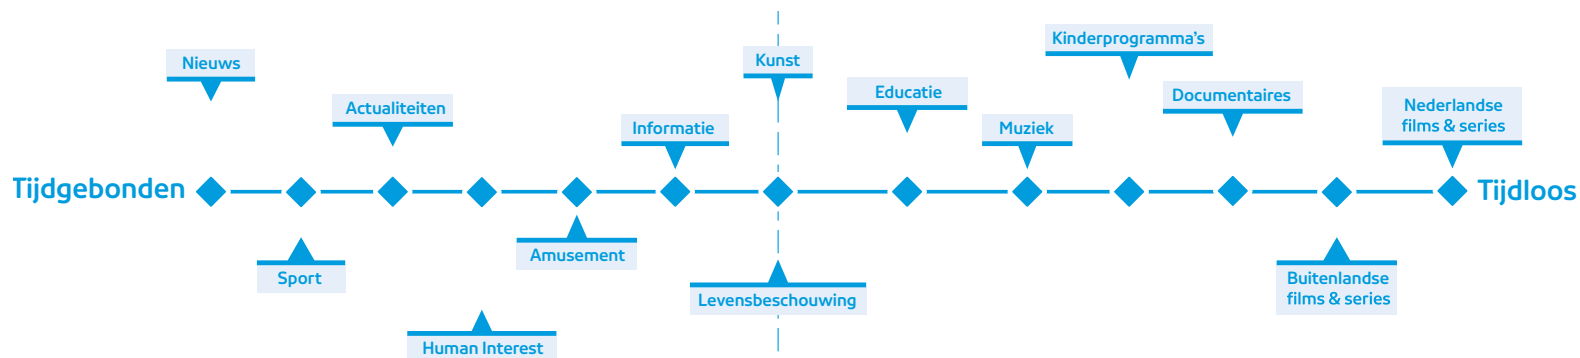 Kinderprogramma's
Nieuws
Kunst
Educatie
Documentaires
Actualiteiten
Nederlandse
films & series
Informatie
Muziek
Tijdgebonden
Tijdloos
Amusement
Sport
Buitenlandse
films & series
Levensbeschouwing
Human Interest